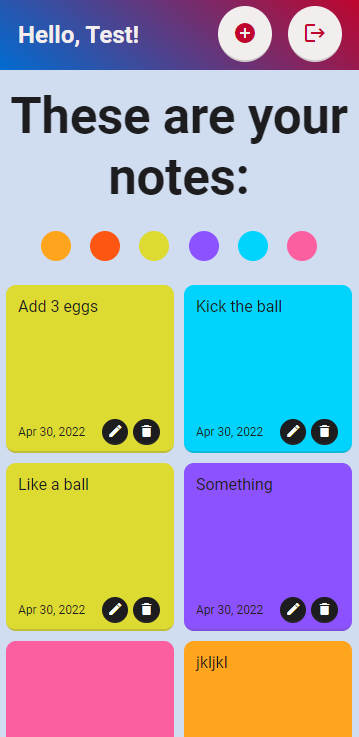 Hello, Test!
These are your
notes:
Add 3 eggs
Kick the ball
Apr 30, 2022
Apr 30, 2022
Like a ball
Something
Apr 30, 2022
Apr 30, 2022
jkljkl